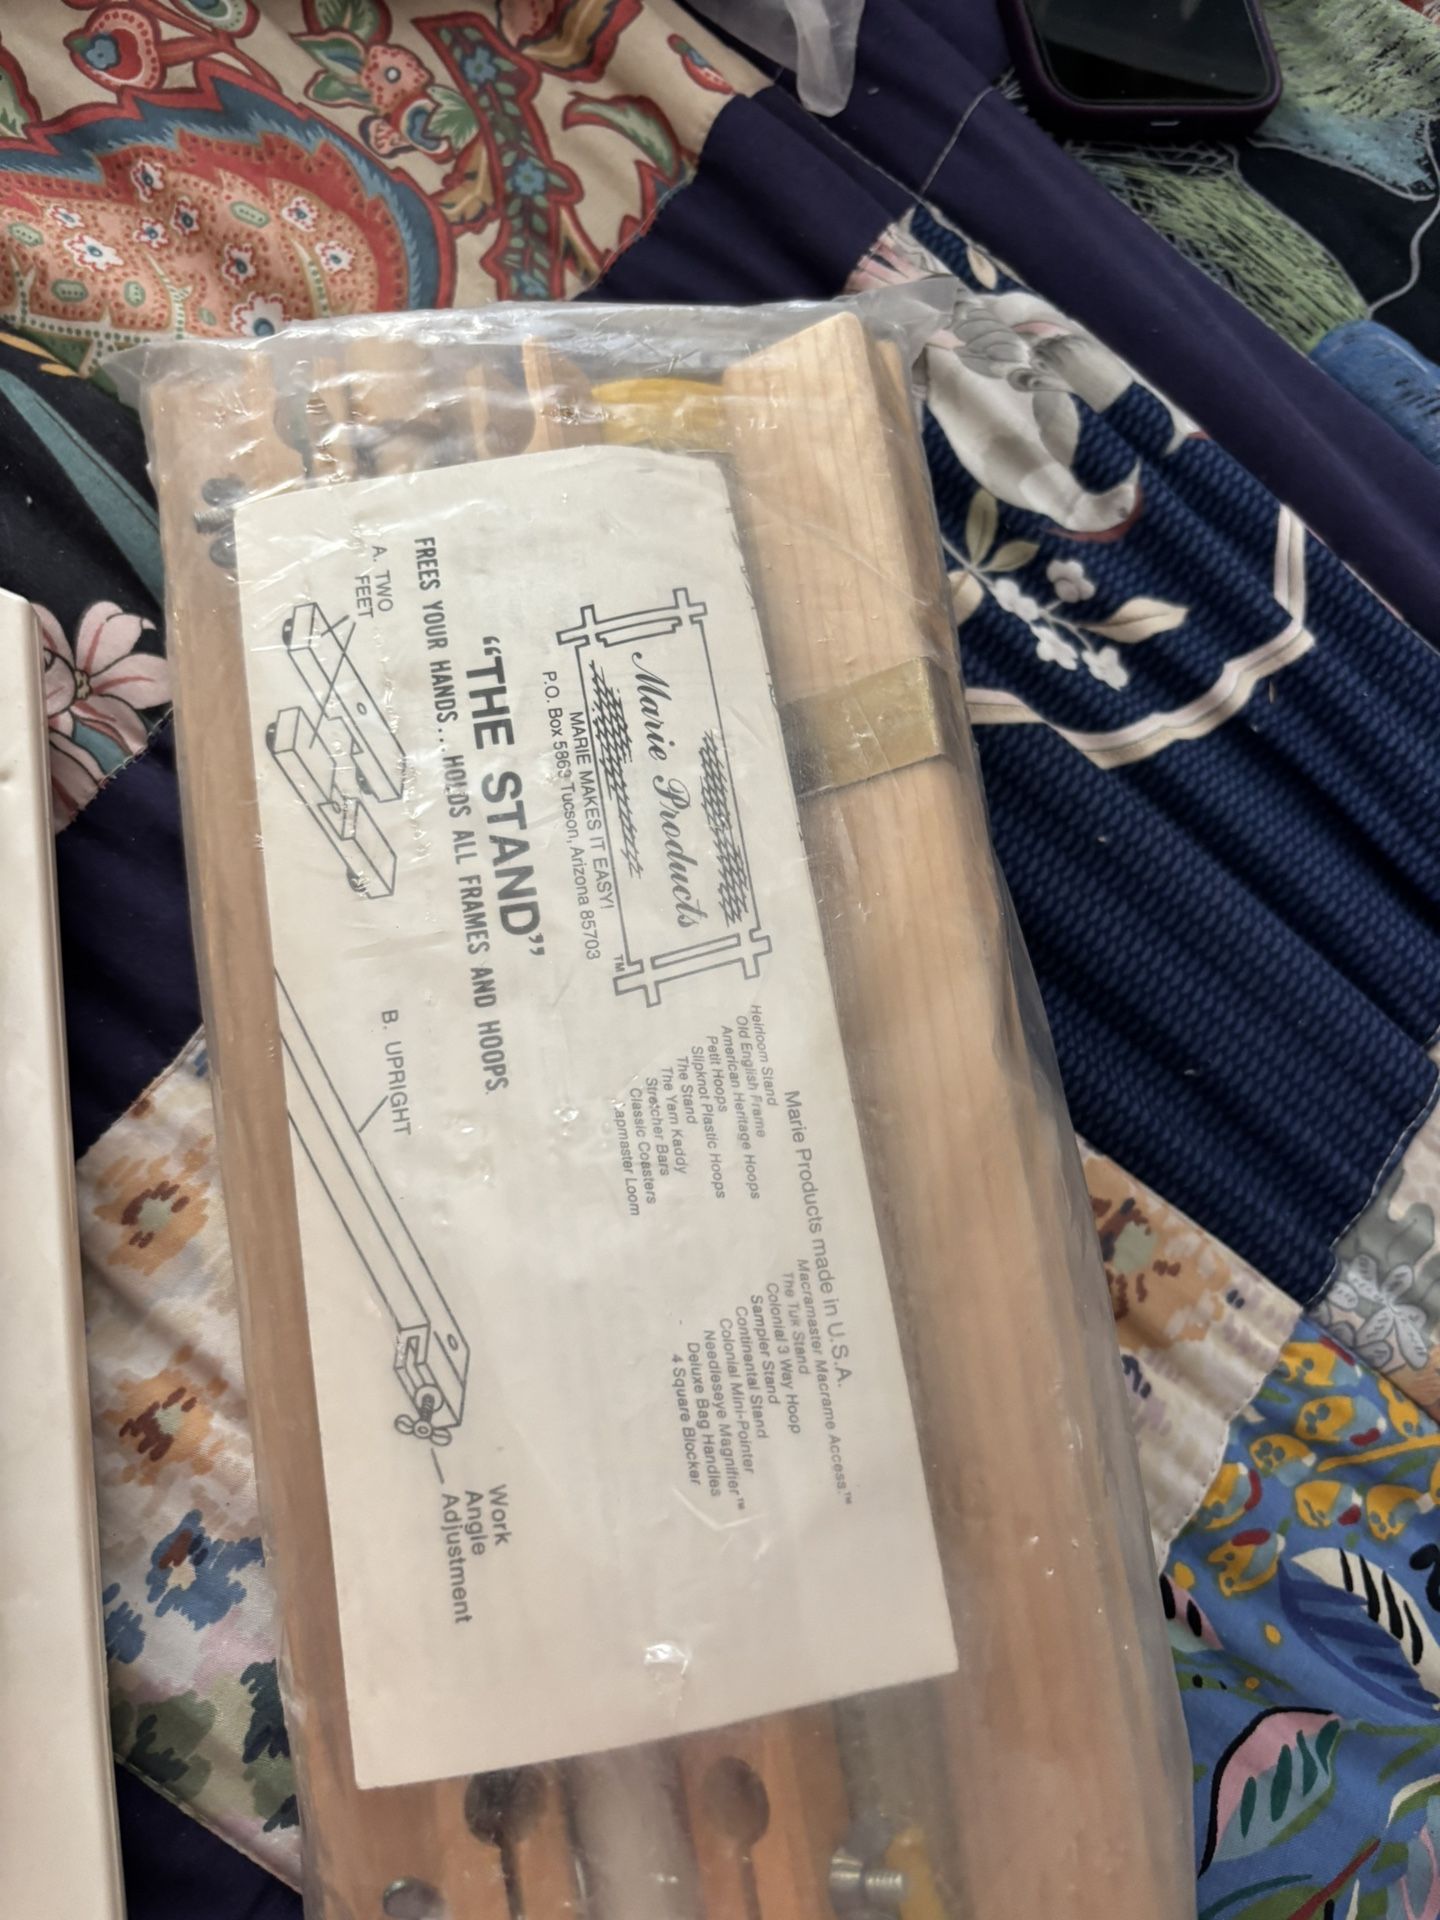 Marie Products
TM
MARIE MAKES IT EASY!
P.O. Box 5863 Tucson, Arizona 85703
"THE STAND"
FREES YOUR HANDS...HOLDS ALL FRAMES AND HOOPS.
Marie Products made in U.S.A.
Heirloom Stand
Old English Frame
American Heritage Hoops
Petit Hoops
Slipknot Plastic Hoops
The Stand
The Yarn Kaddy
Stretcher Bars
Classic Coasters
Lapmaster Loom
Macramaster Macrame Access.™
The Tuk Stand
Colonial 3 Way Hoop
Sampler Stand
Continental Stand
Colonial Mini-Pointer
Needleseye Magnifier™
Deluxe Bag Handles
4 Square Blocker
A. TWO
FEET
B. UPRIGHT
Work
Angle
Adjustment